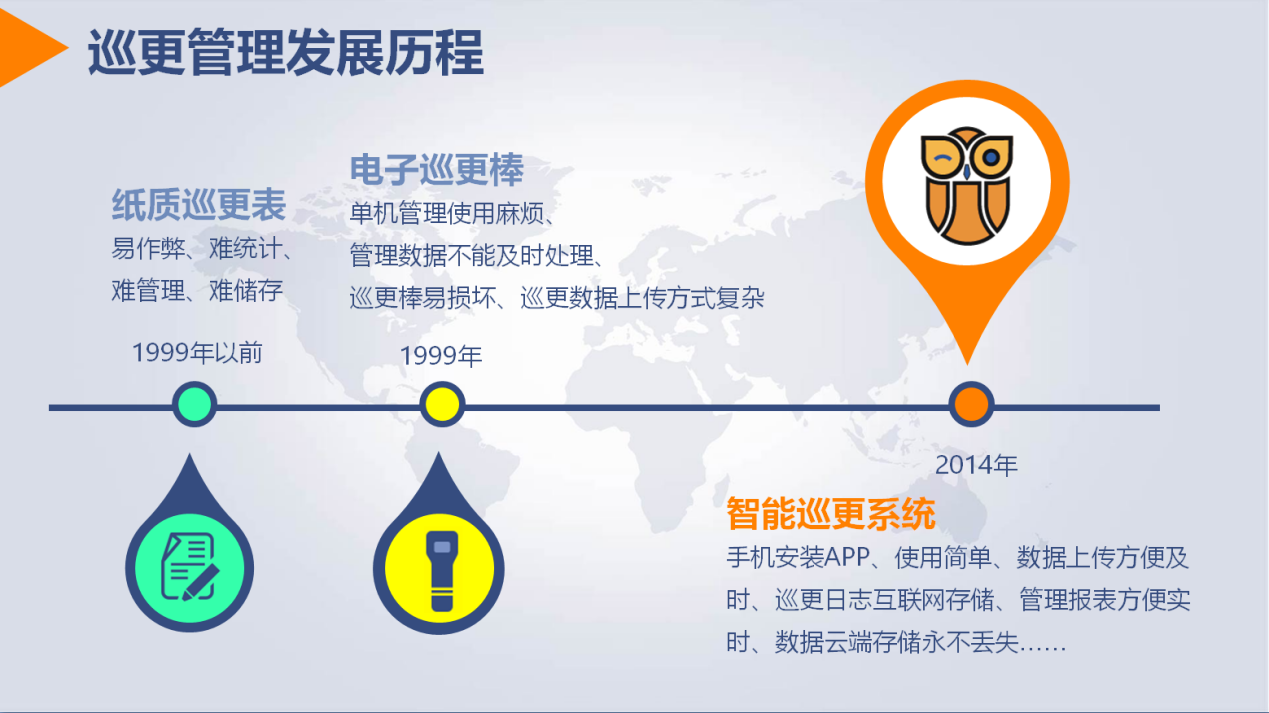 巡更管理发展历程
纸质巡更表
易作弊、难统计、
难管理、难储存
1999年以前
电子巡更棒
单机管理使用麻烦、
管理数据不能及时处理、
巡更棒易损坏、巡更数据上传方式复杂
1999年
2014年
智能巡更系统
手机安装APP、使用简单、数据上传方便及
时、巡更日志互联网存储、管理报表方便实
时、数据云端存储永不丢失……